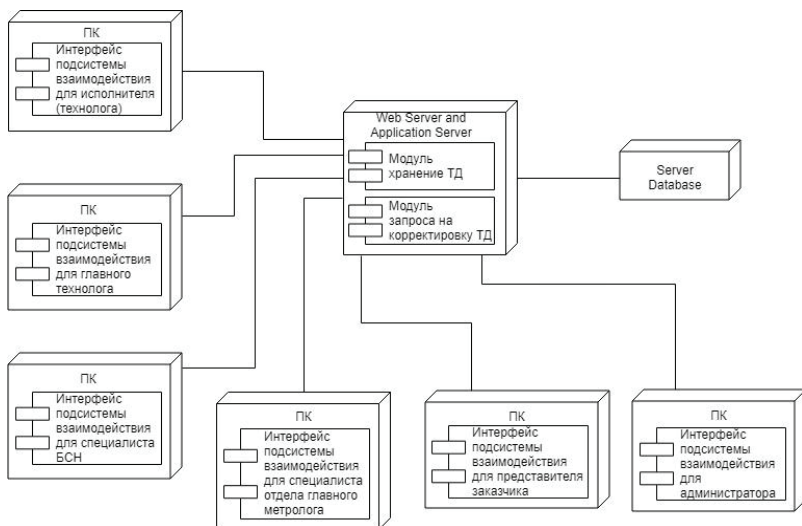 ПК
Интерфейс
подсистемы
взаимодействия
для исполнителя
(технолога)
Web Server and
Application Server
Модуль
хранение ТД
Модуль
запроса на
корректировку ТД
Server
Database
ПК
Интерфейс
подсистемы
взаимодействия
для главного
технолога
ПК
Интерфейс
подсистемы
взаимодействия
для специалиста
БСН
ПК
Интерфейс
подсистемы
взаимодействия
для специалиста
отдела главного
метролога
ПК
Интерфейс
подсистемы
взаимодействия
для представителя
заказчика
ПК
Интерфейс
подсистемы
взаимодействия
для
администратора